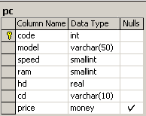 pc
Column Name Data Type Nulls
code int
model varchar(50)
speed smallint
ram smallint
hd real
cd varchar(10)
price money ✓